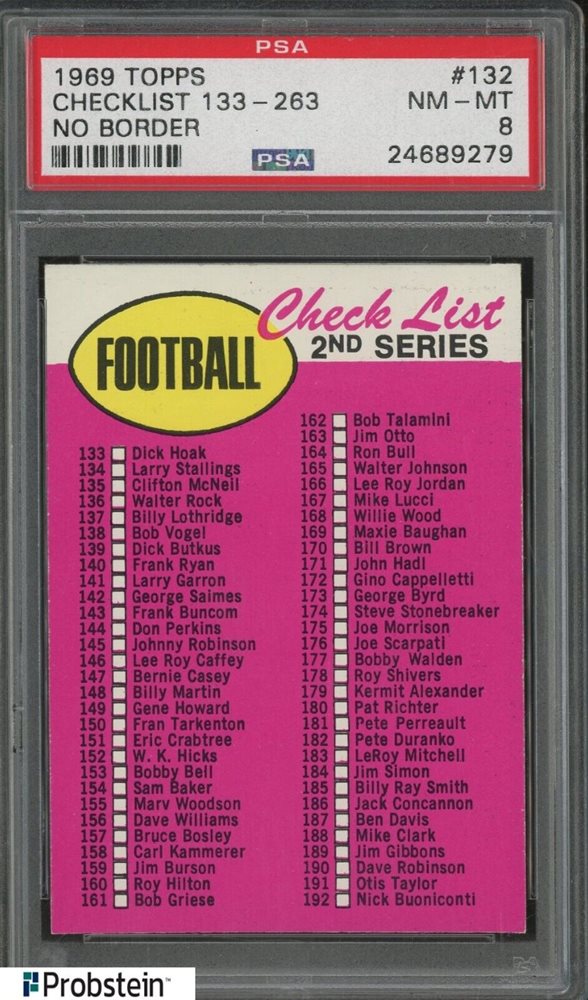 PSA
1969 TOPPS #132
CHECKLIST 133-263 NM-MT
NO BORDER 8
PSA 24689279
Check List
FOOTBALL 2ND SERIES
133 Dick Hoak
134 Larry Stallings
135 Clifton McNeil
136 Walter Rock
137 Billy Lothridge
138 Bob Vogel
139 Dick Butkus
140 Frank Ryan
141 Larry Garron
142 George Saimes
143 Frank Buncom
144 Don Perkins
145 Johnny Robinson
146 Lee Roy Caffey
147 Bernie Casey
148 Billy Martin
149 Gene Howard
150 Fran Tarkenton
151 Eric Crabtree
152 W. K. Hicks
153 Bobby Bell
154 Sam Baker
155 Marv Woodson
156 Dave Williams
157 Bruce Bosley
158 Carl Kammerer
159 Jim Burson
160 Roy Hilton
161 Bob Griese
162 Bob Talamini
163 Jim Otto
164 Ron Bull
165 Walter Johnson
166 Lee Roy Jordan
167 Mike Lucci
168 Willie Wood
169 Maxie Baughan
170 Bill Brown
171 John Hadl
172 Gino Cappelletti
173 George Byrd
174 Steve Stonebreaker
175 Joe Morrison
176 Joe Scarpati
177 Bobby Walden
178 Roy Shivers
179 Kermit Alexander
180 Pat Richter
181 Pete Perreault
182 Pete Duranko
183 LeRoy Mitchell
184 Jim Simon
185 Billy Ray Smith
186 Jack Concannon
187 Ben Davis
188 Mike Clark
189 Jim Gibbons
190 Dave Robinson
191 Otis Taylor
192 Nick Buoniconti
Probstein™